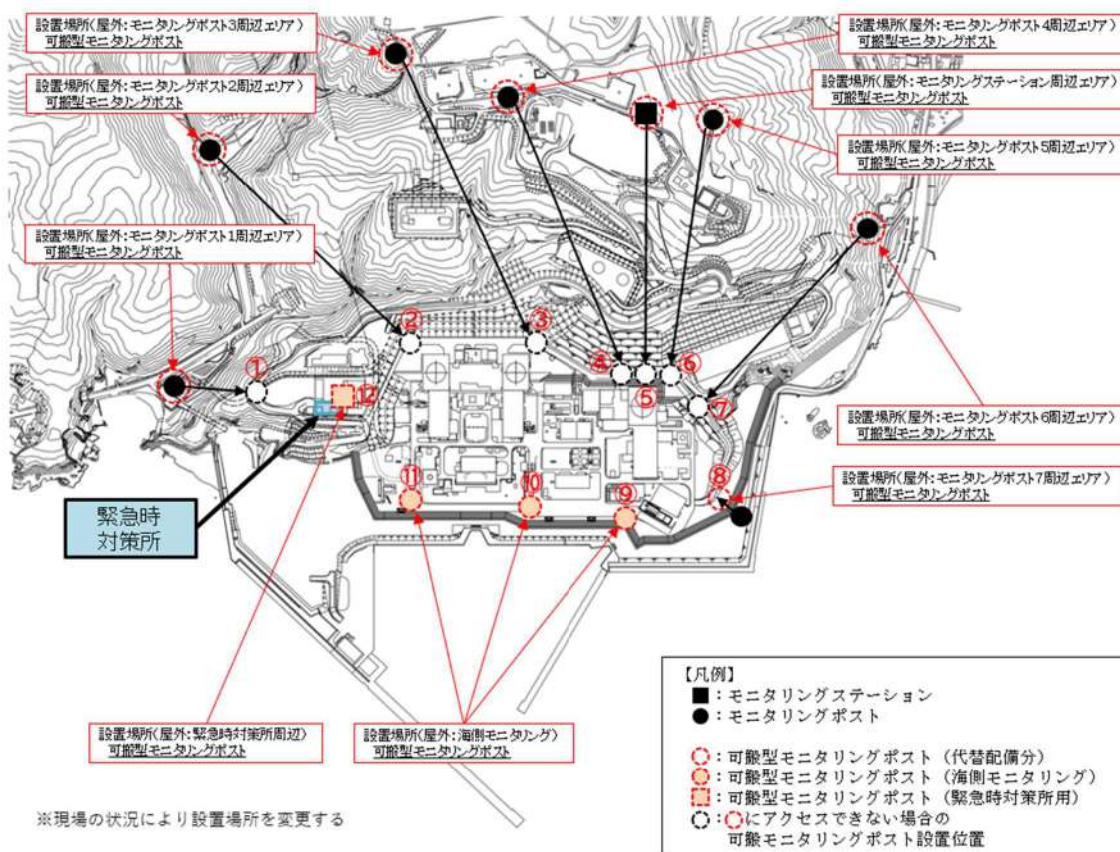 設置場所(屋外:モニタリングポスト3周辺エリア)
可搬型モニタリングポスト
設置場所(屋外:モニタリングポスト4周辺エリア)
可搬型モニタリングポスト
設置場所(屋外:モニタリングポスト2周辺エリア)
可搬型モニタリングポスト
設置場所(屋外:モニタリングステーション周辺エリア)
可搬型モニタリングポスト
設置場所(屋外:モニタリングポスト5周辺エリア)
可搬型モニタリングポスト
設置場所(屋外:モニタリングポスト1周辺エリア)
可搬型モニタリングポスト
②
③
①
④
⑤
⑥
⑫
⑦
設置場所(屋外:モニタリングポスト6周辺エリア)
可搬型モニタリングポスト
⑪
⑩
⑨
⑧
設置場所(屋外:モニタリングポスト7周辺エリア)
可搬型モニタリングポスト
緊急時
対策所
設置場所(屋外:緊急時対策所周辺)
可搬型モニタリングポスト
設置場所(屋外:海側モニタリング)
可搬型モニタリングポスト
【凡例】
■:モニタリングステーション
●:モニタリングポスト
:可搬型モニタリングポスト(代替配備分)
:可搬型モニタリングポスト(海側モニタリング)
:可搬型モニタリングポスト(緊急時対策所用)
:にアクセスできない場合の
可搬モニタリングポスト設置位置
※現場の状況により設置場所を変更する